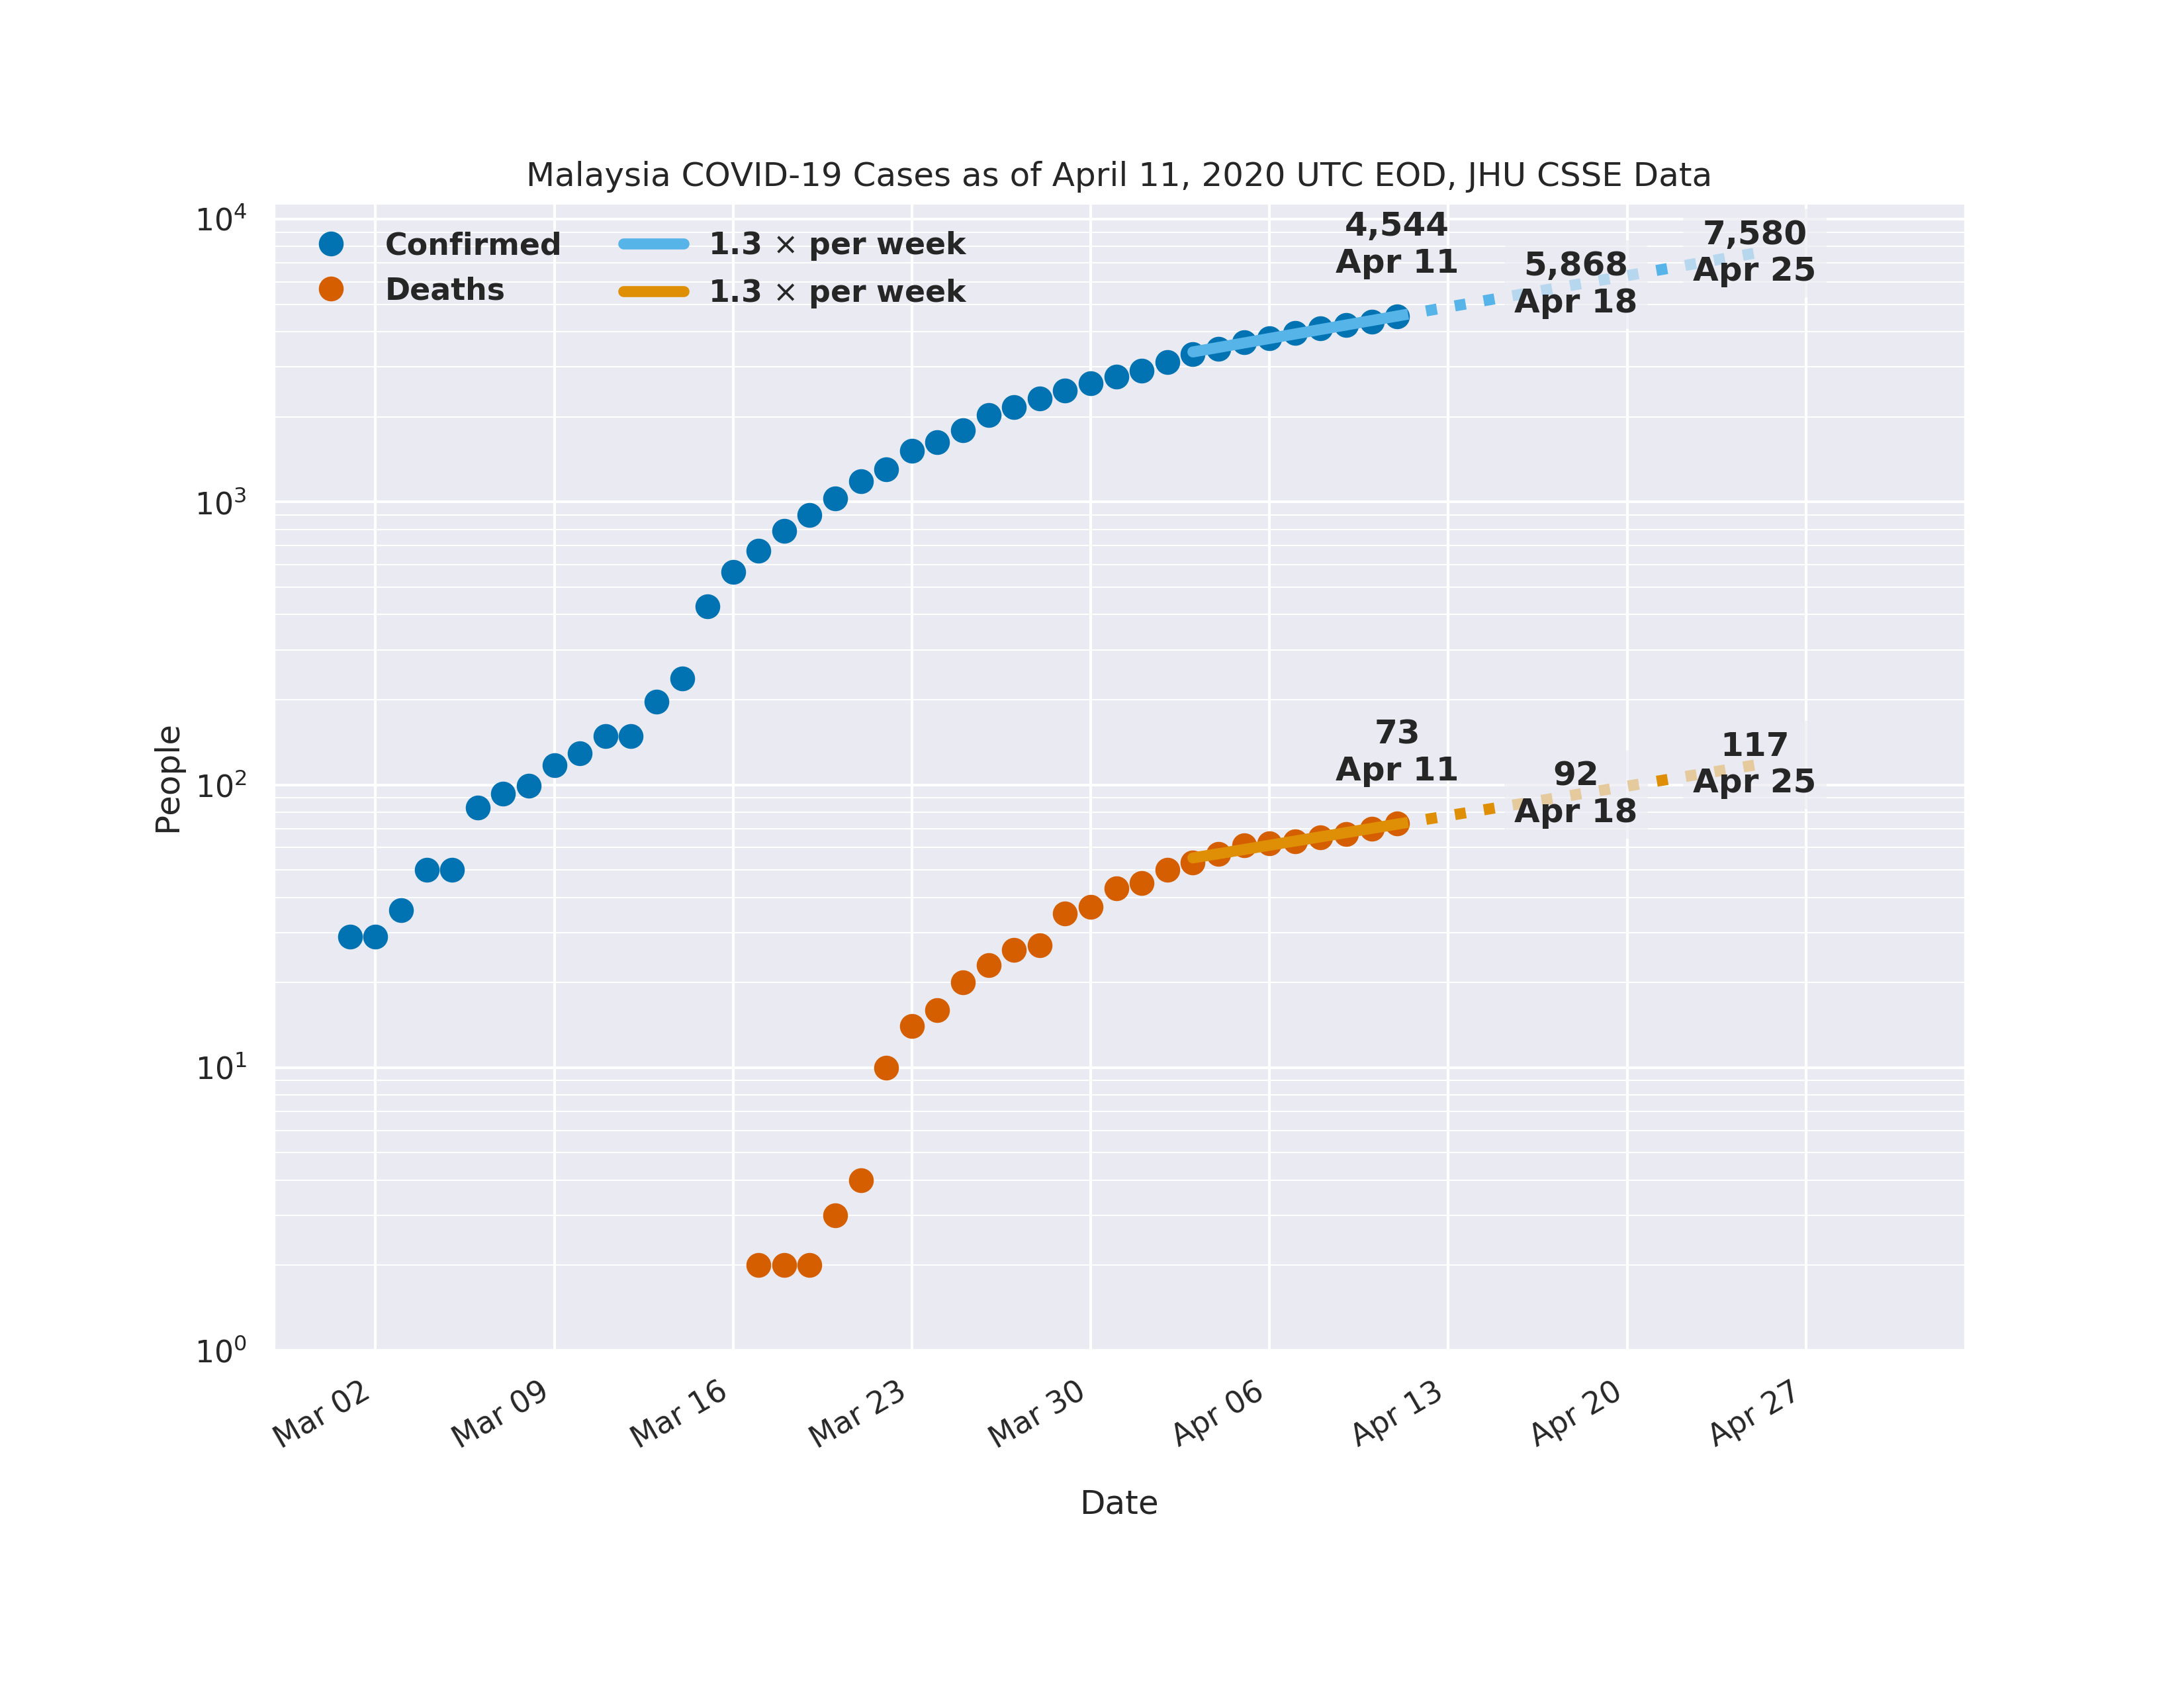 Malaysia COVID-19 Cases as of April 11, 2020 UTC EOD, JHU CSSE Data
Confirmed
Deaths
1.3 × per week
1.3 × per week
4,544
Apr 11
5,868
Apr 18
7,580
Apr 25
73
Apr 11
92
Apr 18
117
Apr 25
People
10⁴
10³
10²
10¹
10⁰
Mar 02
Mar 09
Mar 16
Mar 23
Mar 30
Apr 06
Apr 13
Apr 20
Apr 27
Date